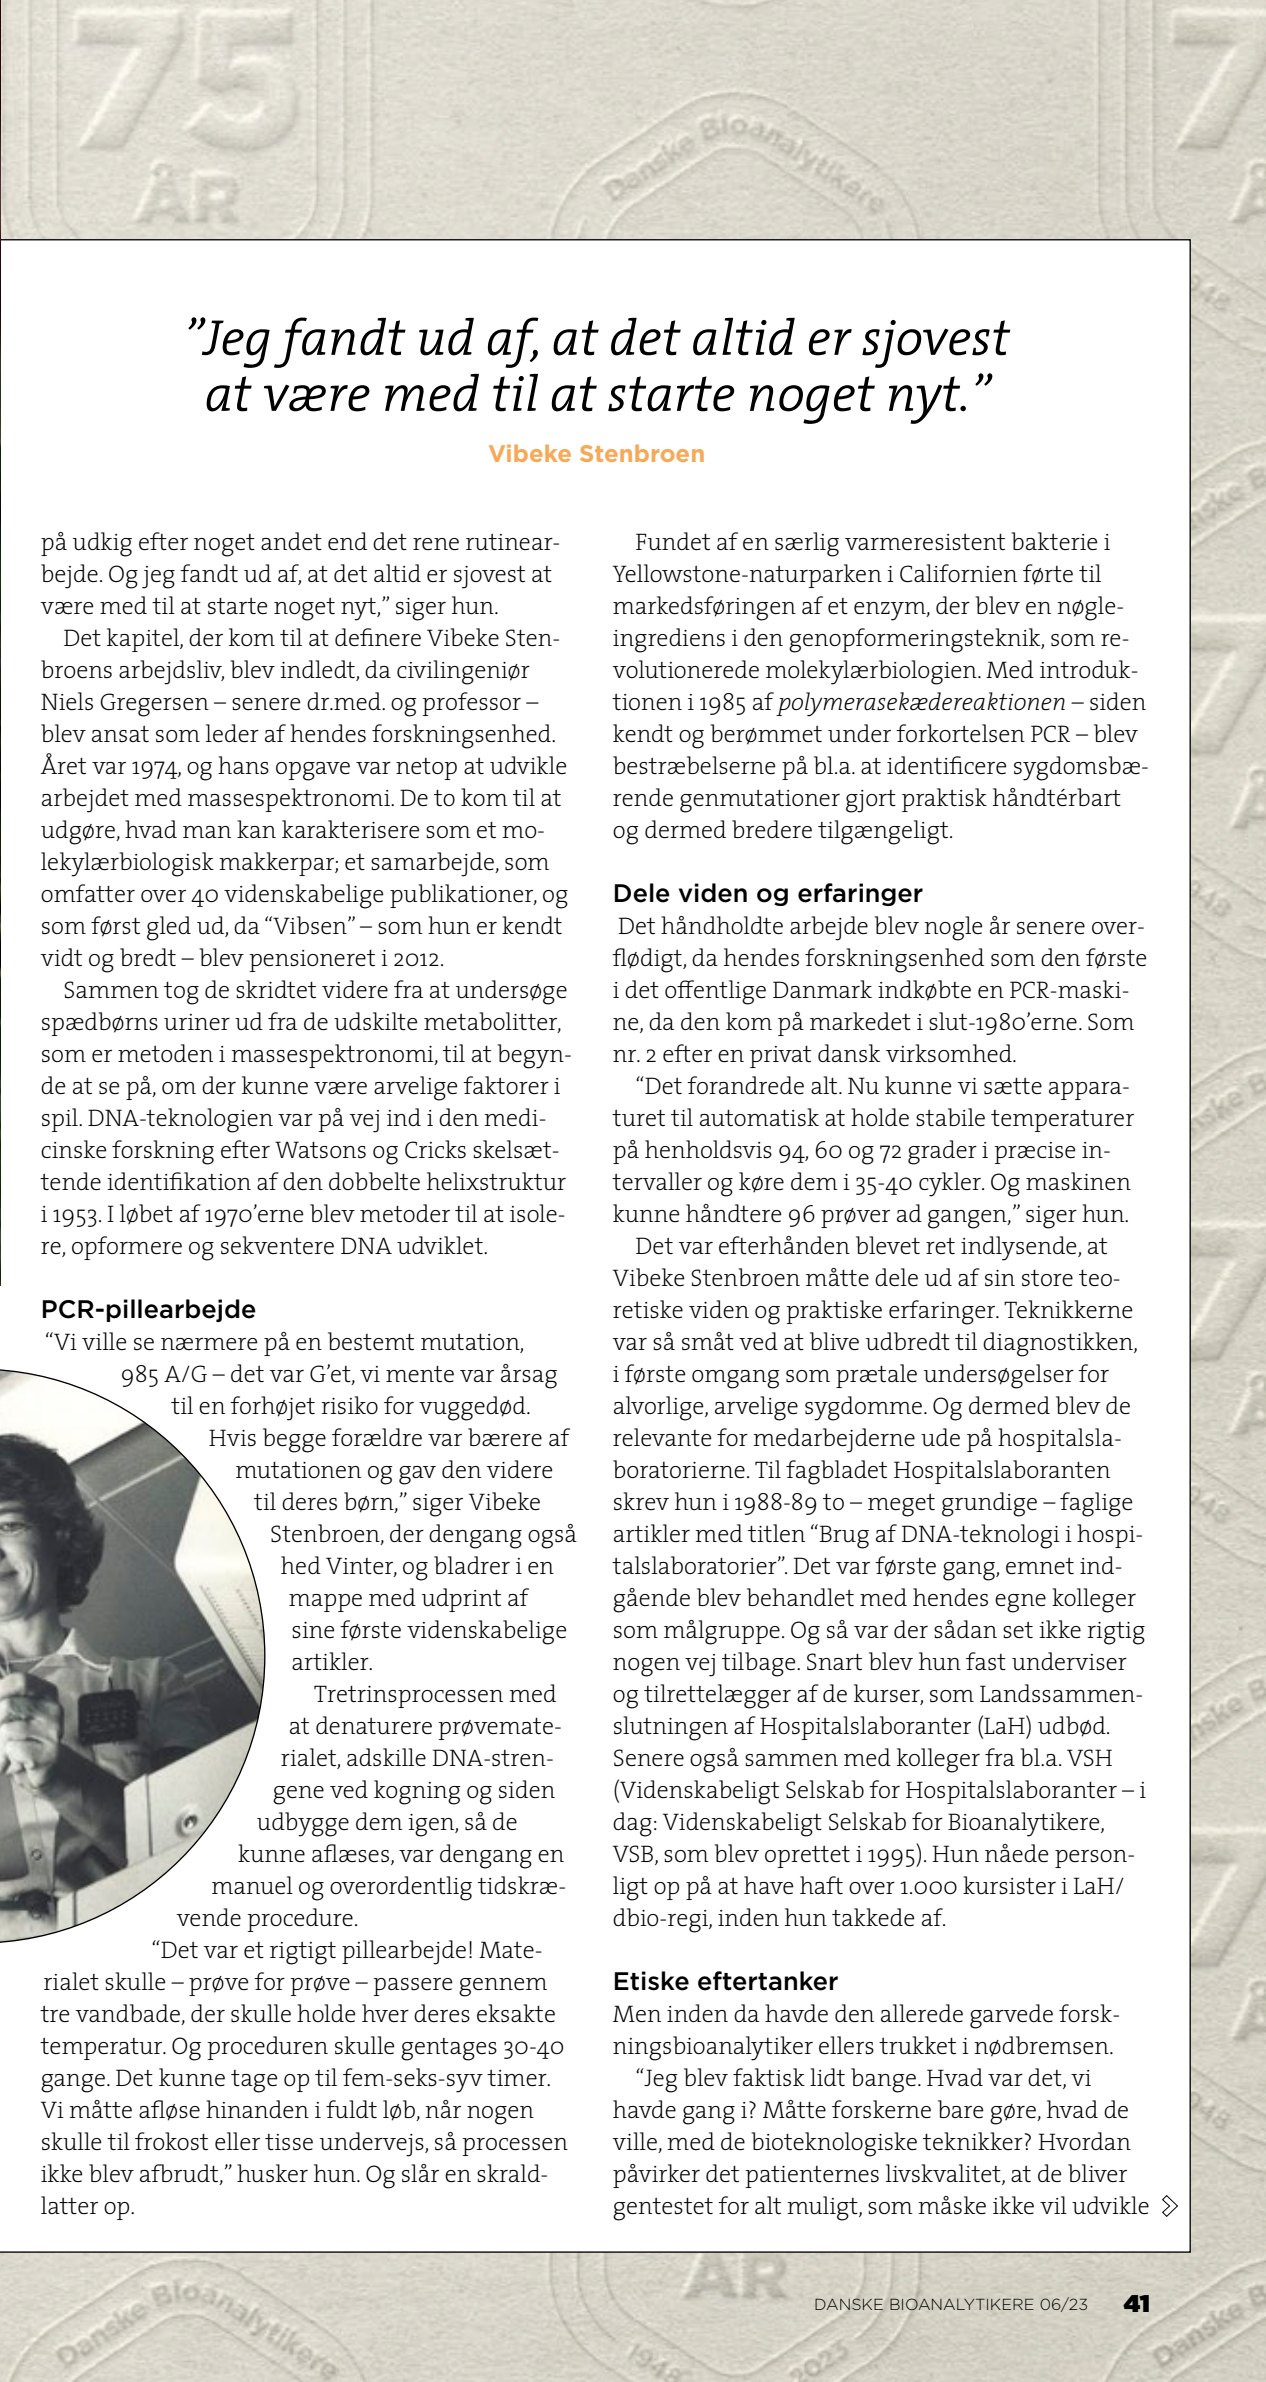 75
ÅR
Danske Bioanalytikere
”Jeg fandt ud af, at det altid er sjovest
at være med til at starte noget nyt.”
Vibeke Stenbroen
på udkig efter noget andet end det rene rutinear-
bejde. Og jeg fandt ud af, at det altid er sjovest at
være med til at starte noget nyt,” siger hun.
Det kapitel, der kom til at definere Vibeke Sten-
broens arbejdsliv, blev indledt, da civilingeniør
Niels Gregersen – senere dr.med. og professor –
blev ansat som leder af hendes forskningsenhed.
Året var 1974, og hans opgave var netop at udvikle
arbejdet med massespektronomi. De to kom til at
udgøre, hvad man kan karakterisere som et mo-
lekylærbiologisk makkerpar; et samarbejde, som
omfatter over 40 videnskabelige publikationer, og
som først gled ud, da “Vibsen” – som hun er kendt
vidt og bredt – blev pensioneret i 2012.
Sammen tog de skridtet videre fra at undersøge
spædbørns uriner ud fra de udskilte metabolitter,
som er metoden i massespektronomi, til at begyn-
de at se på, om der kunne være arvelige faktorer i
spil. DNA-teknologien var på vej ind i den medi-
cinske forskning efter Watsons og Cricks skelsæt-
tende identifikation af den dobbelte helixstruktur
i 1953. I løbet af 1970’erne blev metoder til at isole-
re, opformere og sekventere DNA udviklet.
PCR-pillearbejde
“Vi ville se nærmere på en bestemt mutation,
985 A/G – det var G’et, vi mente var årsag
til en forhøjet risiko for vuggedød.
Hvis begge forældre var bærere af
mutationen og gav den videre
til deres børn,” siger Vibeke
Stenbroen, der dengang også
hed Vinter, og bladrer i en
mappe med udprint af
sine første videnskabelige
artikler.
Tretrinsprocessen med
at denaturere prøvemate-
rialet, adskille DNA-stren-
gene ved kogning og siden
udbygge dem igen, så de
kunne aflæses, var dengang en
manuel og overordentlig tidskræ-
vende procedure.
“Det var et rigtigt pillearbejde! Mate-
rialet skulle – prøve for prøve – passere gennem
tre vandbade, der skulle holde hver deres eksakte
temperatur. Og proceduren skulle gentages 30-40
gange. Det kunne tage op til fem-seks-syv timer.
Vi måtte afløse hinanden i fuldt løb, når nogen
skulle til frokost eller tisse undervejs, så processen
ikke blev afbrudt,” husker hun. Og slår en skrald-
latter op.
Fundet af en særlig varmeresistent bakterie i
Yellowstone-naturparken i Californien førte til
markedsføringen af et enzym, der blev en nøgle-
ingrediens i den genopformeringsteknik, som re-
volutionerede molekylærbiologien. Med introduk-
tionen i 1985 af polymerasekædereaktionen – siden
kendt og berømmet under forkortelsen PCR – blev
bestræbelserne på bl.a. at identificere sygdomsbæ-
rende genmutationer gjort praktisk håndtérbart
og dermed bredere tilgængeligt.
Dele viden og erfaringer
Det håndholdte arbejde blev nogle år senere over-
flødigt, da hendes forskningsenhed som den første
i det offentlige Danmark indkøbte en PCR-maski-
ne, da den kom på markedet i slut-1980’erne. Som
nr. 2 efter en privat dansk virksomhed.
“Det forandrede alt. Nu kunne vi sætte appara-
turet til automatisk at holde stabile temperaturer
på henholdsvis 94, 60 og 72 grader i præcise in-
tervaller og køre dem i 35-40 cykler. Og maskinen
kunne håndtere 96 prøver ad gangen,” siger hun.
Det var efterhånden blevet ret indlysende, at
Vibeke Stenbroen måtte dele ud af sin store teo-
retiske viden og praktiske erfaringer. Teknikkerne
var så småt ved at blive udbredt til diagnostikken,
i første omgang som prætale undersøgelser for
alvorlige, arvelige sygdomme. Og dermed blev de
relevante for medarbejderne ude på hospitalsla-
boratorierne. Til fagbladet Hospitalslaboranten
skrev hun i 1988-89 to – meget grundige – faglige
artikler med titlen “Brug af DNA-teknologi i hospi-
talslaboratorier”. Det var første gang, emnet ind-
gående blev behandlet med hendes egne kolleger
som målgruppe. Og så var der sådan set ikke rigtig
nogen vej tilbage. Snart blev hun fast underviser
og tilrettelægger af de kurser, som Landssammen-
slutningen af Hospitalslaboranter (LaH) udbød.
Senere også sammen med kolleger fra bl.a. VSH
(Videnskabeligt Selskab for Hospitalslaboranter – i
dag: Videnskabeligt Selskab for Bioanalytikere,
VSB, som blev oprettet i 1995). Hun nåede person-
ligt op på at have haft over 1.000 kursister i LaH/
dbio-regi, inden hun takkede af.
Etiske eftertanker
Men inden da havde den allerede garvede forsk-
ningsbioanalytiker ellers trukket i nødbremsen.
“Jeg blev faktisk lidt bange. Hvad var det, vi
havde gang i? Måtte forskerne bare gøre, hvad de
ville, med de bioteknologiske teknikker? Hvordan
påvirker det patienternes livskvalitet, at de bliver
gentestet for alt muligt, som måske ikke vil udvikle
Danske Bioanalytikere
ÅR
1948
2023
DANSKE BIOANALYTIKERE 06/23 41